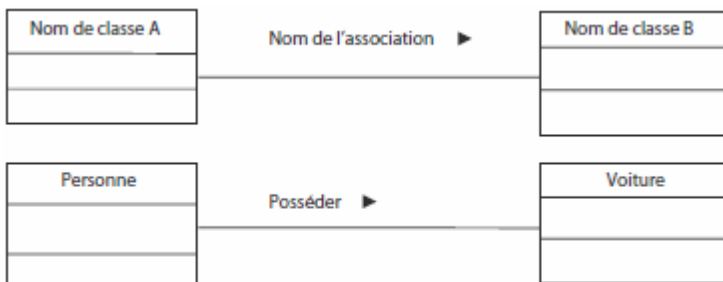 Nom de classe A
Nom de l'association ►
Nom de classe B
Personne
Posséder ►
Voiture